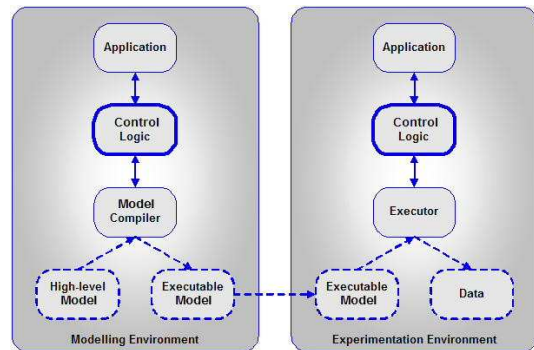 Application
Control
Logic
Model
Compiler
High-level
Model
Executable
Model
Modelling Environment
Application
Control
Logic
Executor
Executable
Model
Data
Experimentation Environment